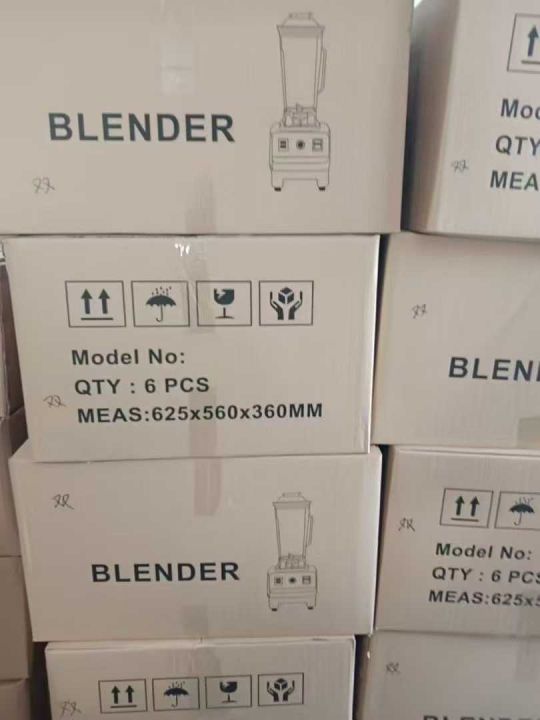 BLENDER
Model No:
QTY : 6 PCS
MEAS:625x560x360MM
BLENDER
Moc
QTY
MEA
BLEN
Model No:
QTY : 6 PCS
MEAS:625x5